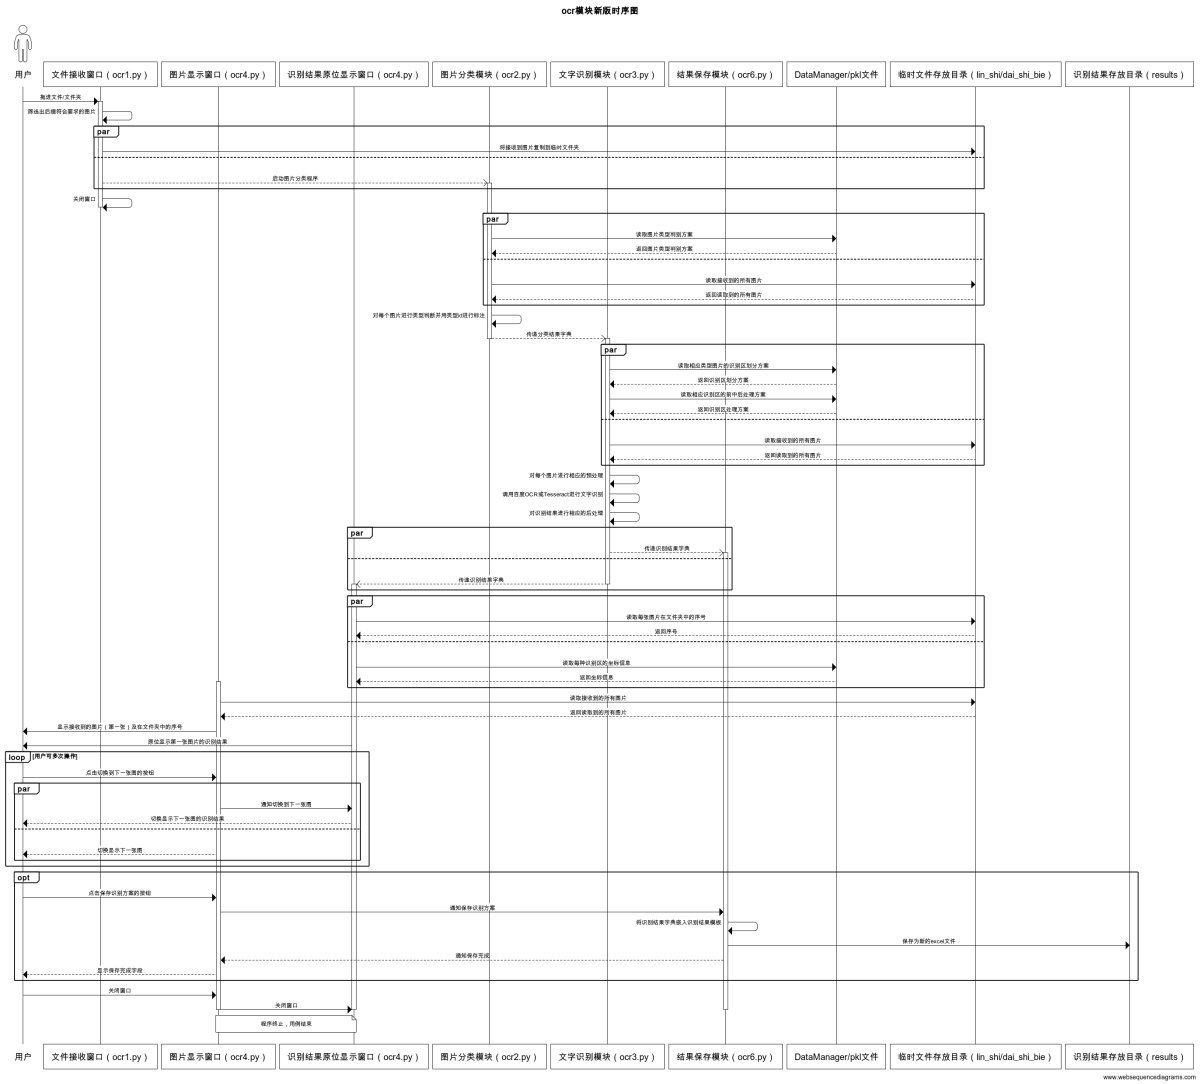 ocr模块新版时序图
用户
文件接收窗口（ocr1.py）
图片显示窗口（ocr4.py）
识别结果原位显示窗口（ocr4.py）
图片分类模块（ocr2.py）
文字识别模块（ocr3.py）
结果保存模块（ocr6.py）
DataManager/pkl文件
临时文件存放目录（lin_shi/dai_shi_bie）
识别结果存放目录（results）
拖进文件/文件夹
筛选出后缀符合要求的图片
par
将接收到图片复制到临时文件夹
启动图片分类程序
关闭窗口
par
读取图片类型判别方案
返回图片类型判别方案
读取接收到的所有图片
返回读取到的所有图片
对每个图片进行类型判断并用类型id进行标注
传递分类结果字典
par
读取相应类型图片的识别区划分方案
返回识别区划分方案
读取相应识别区的前中后处理方案
返回识别区处理方案
读取接收到的所有图片
返回读取到的所有图片
对每个图片进行相应的预处理
调用百度OCR或Tesseract进行文字识别
对识别结果进行相应的后处理
par
传递识别结果字典
传递识别结果字典
par
读取每张图片在文件夹中的序号
返回序号
读取每种识别区的坐标信息
返回坐标信息
读取接收到的所有图片
返回读取到的所有图片
显示接收到的图片（第一张）及在文件夹中的序号
原位显示第一张图片的识别结果
loop [用户可多次操作]
点击切换到下一张图的按钮
par
通知切换到下一张图
切换显示下一张图的识别结果
切换显示下一张图
opt
点击保存识别方案的按钮
通知保存识别方案
将识别结果字典嵌入识别结果模板
保存为新的excel文件
通知保存完成
显示保存完成字段
关闭窗口
关闭窗口
程序终止，用例结束
用户
文件接收窗口（ocr1.py）
图片显示窗口（ocr4.py）
识别结果原位显示窗口（ocr4.py）
图片分类模块（ocr2.py）
文字识别模块（ocr3.py）
结果保存模块（ocr6.py）
DataManager/pkl文件
临时文件存放目录（lin_shi/dai_shi_bie）
识别结果存放目录（results）
www.websequencediagrams.com